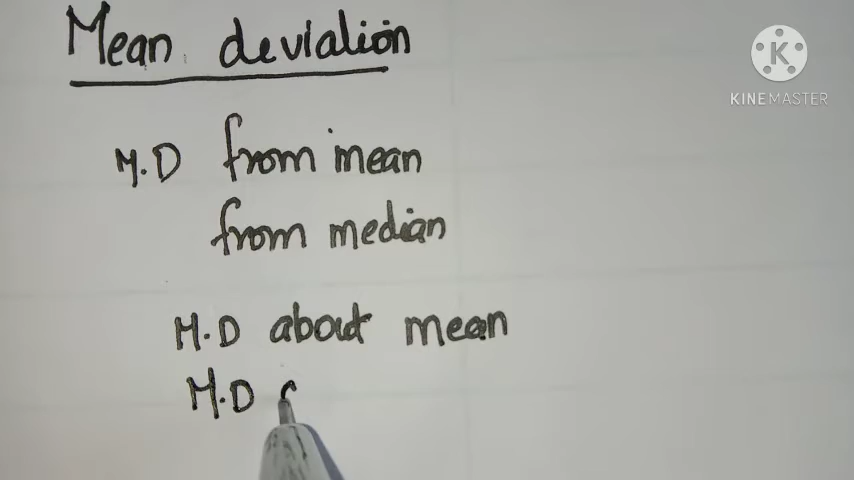 Mean deviation
M.D from mean
from median
M.D about mean
M.D
K
KINEMASTER